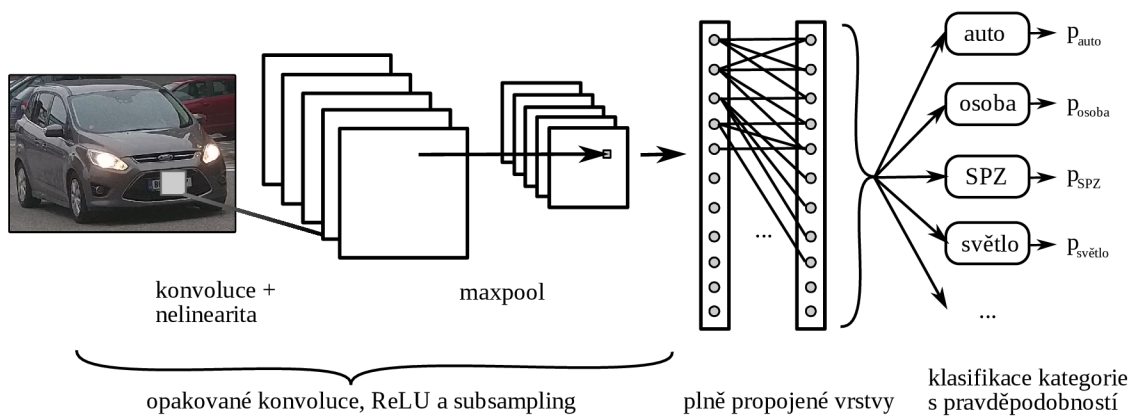 auto
p_auto
osoba
p_osoba
SPZ
p_SPZ
světlo
p_světlo
...
...
konvoluce +
nelinearita
maxpool
opakované konvoluce, ReLU a subsampling
plně propojené vrstvy
klasifikace kategorie
s pravděpodobností